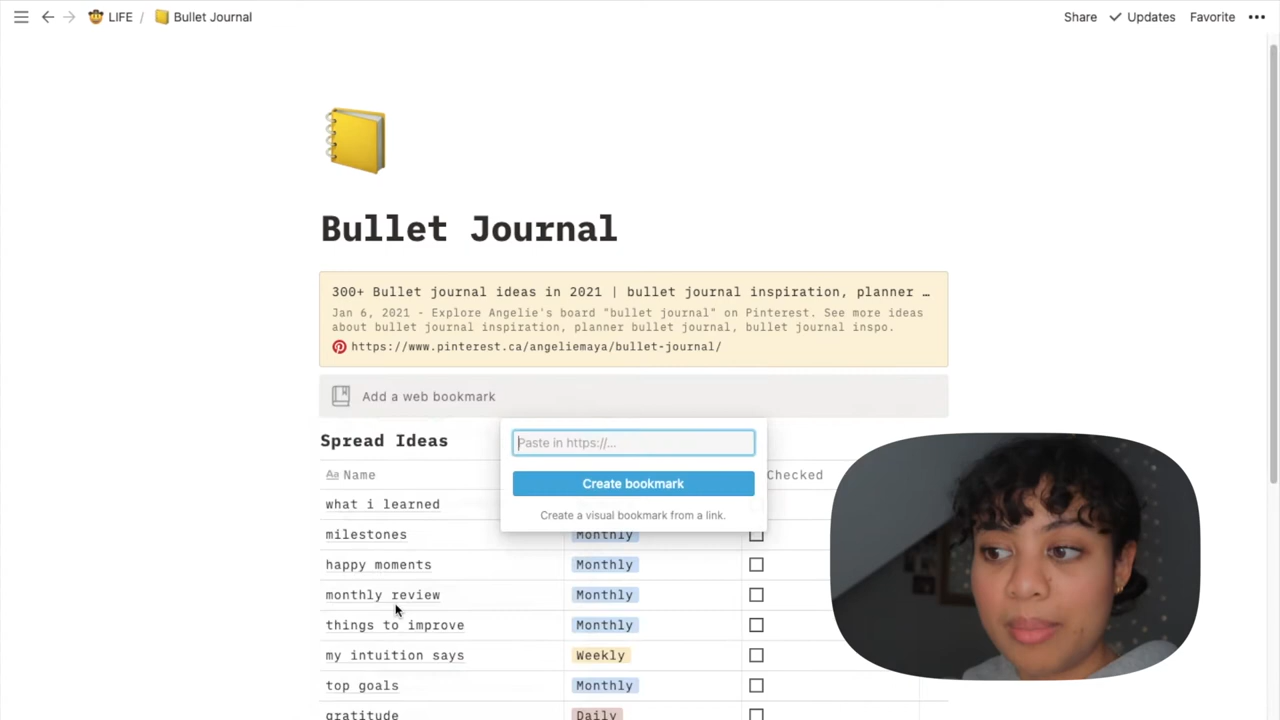 LIFE / Bullet Journal
Share Updates Favorite
Bullet Journal
300+ Bullet journal ideas in 2021 | bullet journal inspiration, planner …
Jan 6, 2021 - Explore Angelie's board "bullet journal" on Pinterest. See more ideas
about bullet journal inspiration, planner bullet journal, bullet journal inspo.
https://www.pinterest.ca/angeliemaya/bullet-journal/
Add a web bookmark
Paste in https://...
Create bookmark
Create a visual bookmark from a link.
Spread Ideas
Aa Name Checked
what i learned
milestones Monthly
happy moments Monthly
monthly review Monthly
things to improve Monthly
my intuition says Weekly
top goals Monthly
gratitude Daily